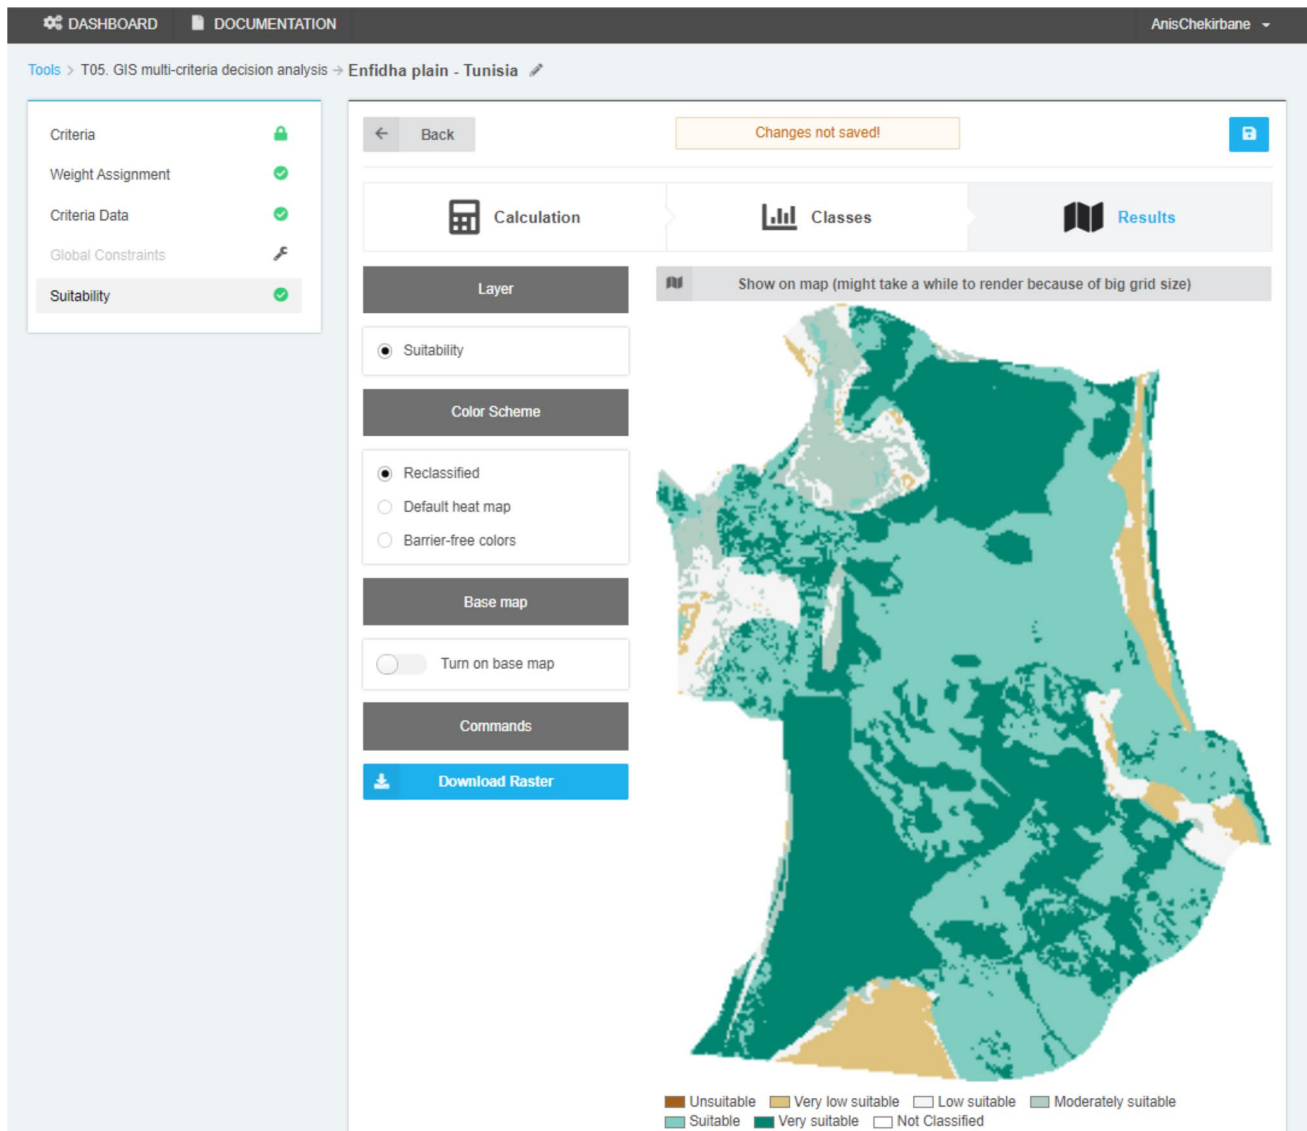 DASHBOARD DOCUMENTATION AnisChekirbane
Tools > T05. GIS multi-criteria decision analysis → Enfidha plain - Tunisia
Criteria
Weight Assignment
Criteria Data
Global Constraints
Suitability
Back
Changes not saved!
Calculation
Classes
Results
Layer
Suitability
Color Scheme
Reclassified
Default heat map
Barrier-free colors
Base map
Turn on base map
Commands
Download Raster
Show on map (might take a while to render because of big grid size)
Unsuitable Very low suitable Low suitable Moderately suitable
Suitable Very suitable Not Classified